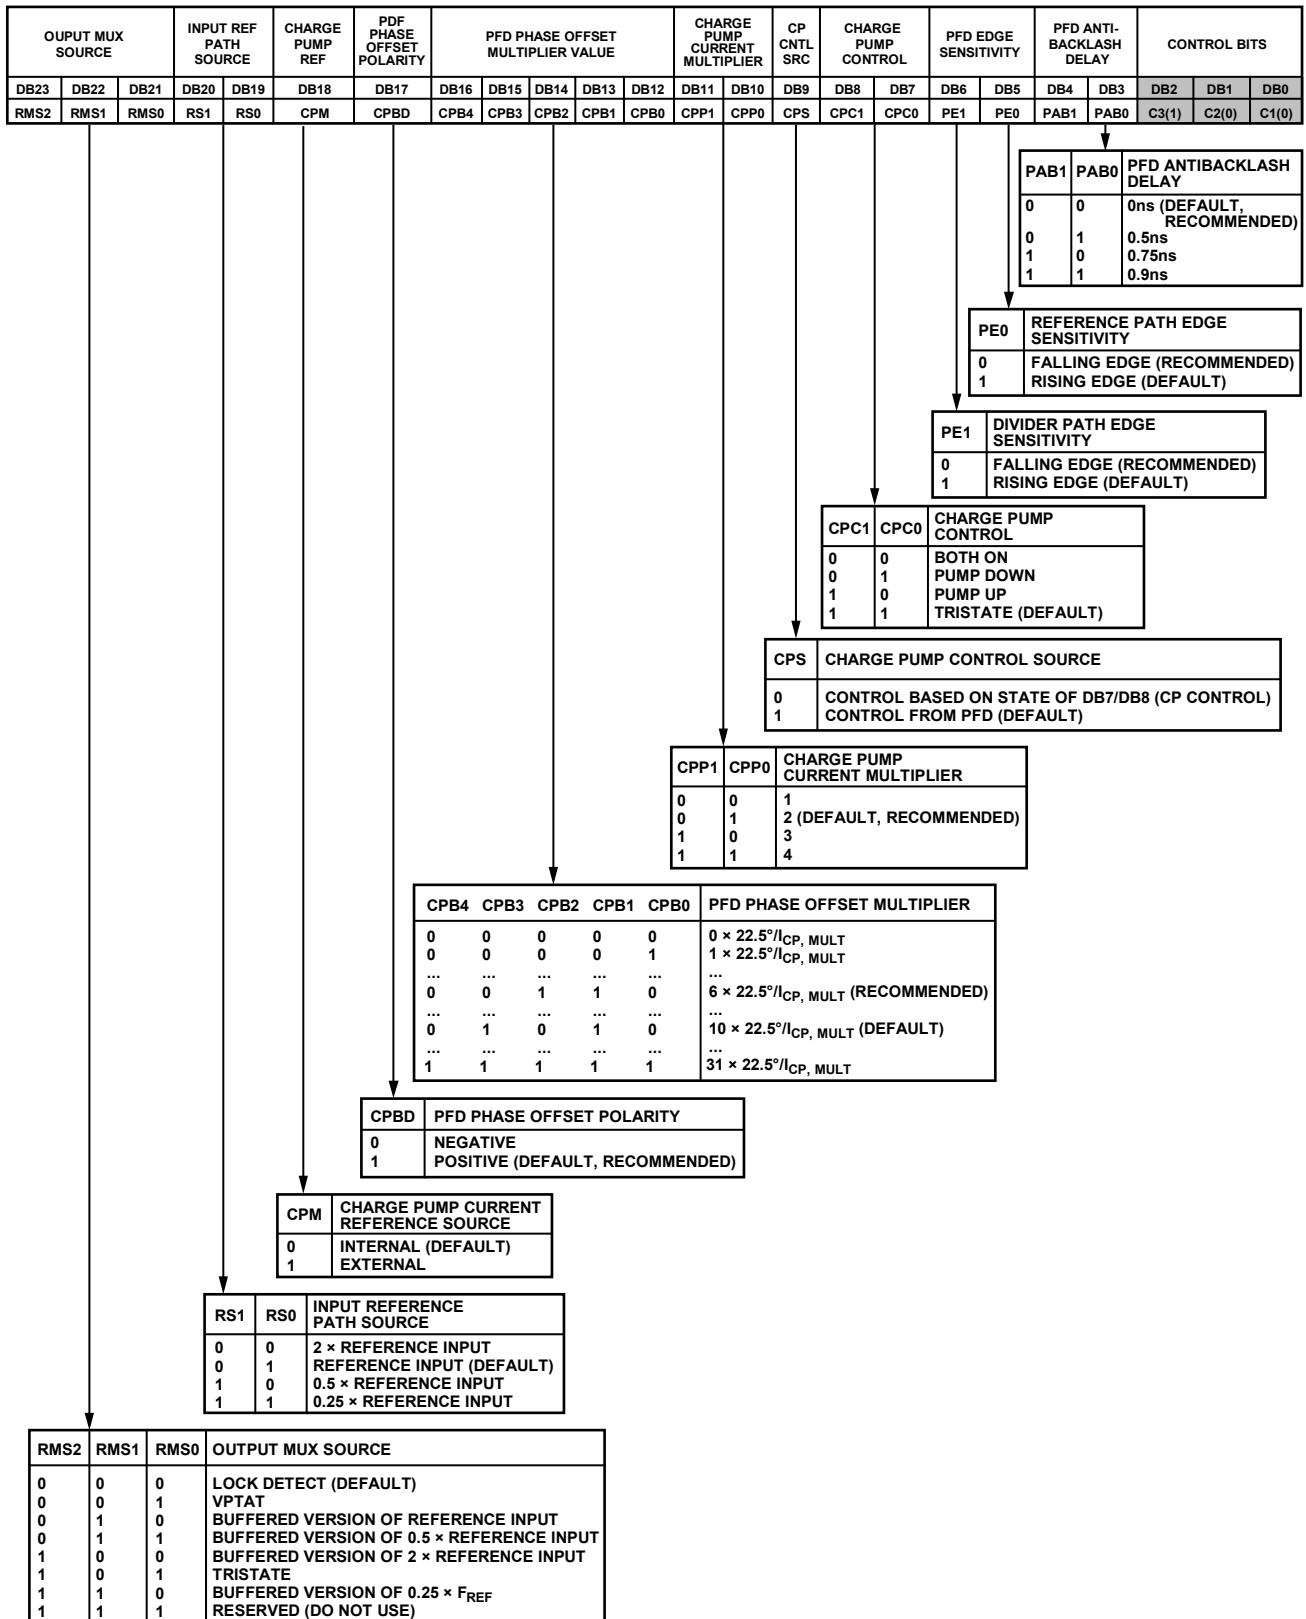 OUPUT MUX SOURCE | INPUT REF PATH SOURCE | CHARGE PUMP REF | PDF PHASE OFFSET POLARITY | PFD PHASE OFFSET MULTIPLIER VALUE | CHARGE PUMP CURRENT MULTIPLIER | CP CNTL SRC | CHARGE PUMP CONTROL | PFD EDGE SENSITIVITY | PFD ANTI-BACKLASH DELAY | CONTROL BITS
DB23 DB22 DB21 DB20 DB19 DB18 DB17 DB16 DB15 DB14 DB13 DB12 DB11 DB10 DB9 DB8 DB7 DB6 DB5 DB4 DB3 DB2 DB1 DB0
RMS2 RMS1 RMS0 RS1 RS0 CPM CPBD CPB4 CPB3 CPB2 CPB1 CPB0 CPP1 CPP0 CPS CPC1 CPC0 PE1 PE0 PAB1 PAB0 C3(1) C2(0) C1(0)
PAB1 PAB0 PFD ANTIBACKLASH
DELAY
0 0 0ns (DEFAULT,
RECOMMENDED)
0 1 0.5ns
1 0 0.75ns
1 1 0.9ns
PE0 REFERENCE PATH EDGE
SENSITIVITY
0 FALLING EDGE (RECOMMENDED)
1 RISING EDGE (DEFAULT)
PE1 DIVIDER PATH EDGE
SENSITIVITY
0 FALLING EDGE (RECOMMENDED)
1 RISING EDGE (DEFAULT)
CPC1 CPC0 CHARGE PUMP
CONTROL
0 0 BOTH ON
0 1 PUMP DOWN
1 0 PUMP UP
1 1 TRISTATE (DEFAULT)
CPS CHARGE PUMP CONTROL SOURCE
0 CONTROL BASED ON STATE OF DB7/DB8 (CP CONTROL)
1 CONTROL FROM PFD (DEFAULT)
CPP1 CPP0 CHARGE PUMP
CURRENT MULTIPLIER
0 0 1
0 1 2 (DEFAULT, RECOMMENDED)
1 0 3
1 1 4
CPB4 CPB3 CPB2 CPB1 CPB0 PFD PHASE OFFSET MULTIPLIER
0 0 0 0 0 0 × 22.5°/ICP, MULT
0 0 0 0 1 1 × 22.5°/ICP, MULT
... ... ... ... ... ...
0 0 1 1 0 6 × 22.5°/ICP, MULT (RECOMMENDED)
... ... ... ... ... ...
0 1 0 1 0 10 × 22.5°/ICP, MULT (DEFAULT)
... ... ... ... ... ...
1 1 1 1 1 31 × 22.5°/ICP, MULT
CPBD PFD PHASE OFFSET POLARITY
0 NEGATIVE
1 POSITIVE (DEFAULT, RECOMMENDED)
CPM CHARGE PUMP CURRENT
REFERENCE SOURCE
0 INTERNAL (DEFAULT)
1 EXTERNAL
RS1 RS0 INPUT REFERENCE
PATH SOURCE
0 0 2 × REFERENCE INPUT
0 1 REFERENCE INPUT (DEFAULT)
1 0 0.5 × REFERENCE INPUT
1 1 0.25 × REFERENCE INPUT
RMS2 RMS1 RMS0 OUTPUT MUX SOURCE
0 0 0 LOCK DETECT (DEFAULT)
0 0 1 VPTAT
0 1 0 BUFFERED VERSION OF REFERENCE INPUT
0 1 1 BUFFERED VERSION OF 0.5 × REFERENCE INPUT
1 0 0 BUFFERED VERSION OF 2 × REFERENCE INPUT
1 0 1 TRISTATE
1 1 0 BUFFERED VERSION OF 0.25 × FREF
1 1 1 RESERVED (DO NOT USE)